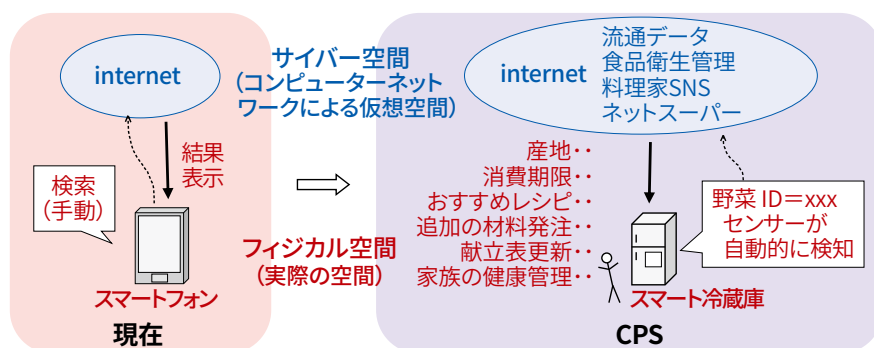 internet
結果
表示
検索
(手動)
スマートフォン
現在
サイバー空間
(コンピューターネット
ワークによる仮想空間)
フィジカル空間
(実際の空間)
internet
流通データ
食品衛生管理
料理家SNS
ネットスーパー
産地・・
消費期限・・
おすすめレシピ・・
追加の材料発注・・
献立表更新・・
家族の健康管理・・
野菜 ID＝xxx
センサーが
自動的に検知
スマート冷蔵庫
CPS